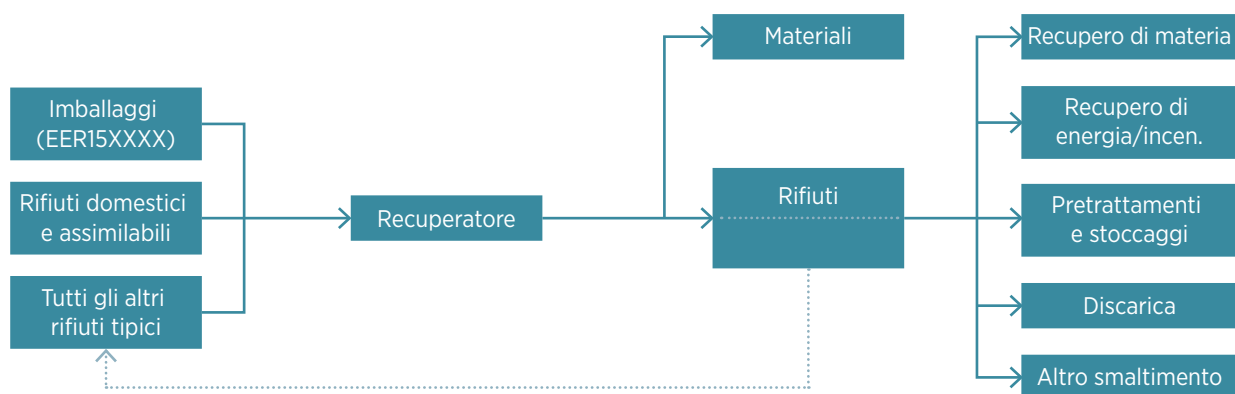 Imballaggi
(EER15XXXX)
Rifiuti domestici
e assimilabili
Tutti gli altri
rifiuti tipici
Recuperatore
Materiali
Rifiuti
Recupero di materia
Recupero di
energia/incen.
Pretrattamenti
e stoccaggi
Discarica
Altro smaltimento